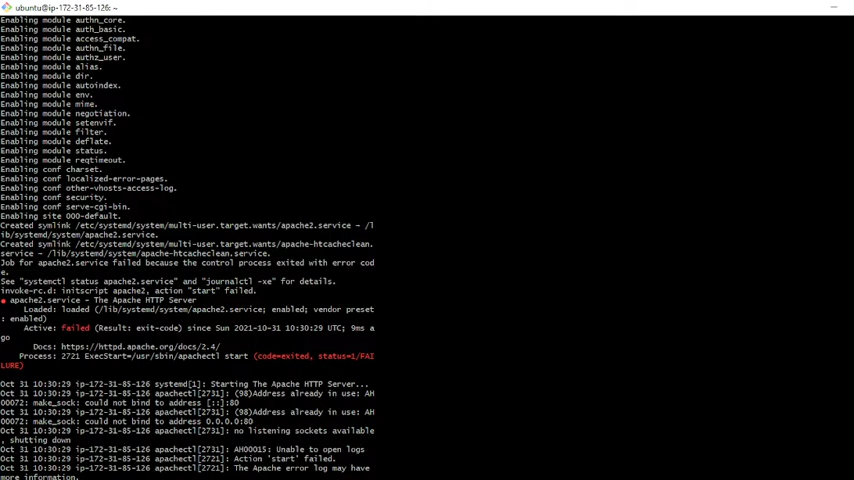 ubuntu@ip-172-31-85-126: ~
Enabling module authn_core.
Enabling module auth_basic.
Enabling module access_compat.
Enabling module authn_file.
Enabling module authz_user.
Enabling module alias.
Enabling module dir.
Enabling module autoindex.
Enabling module env.
Enabling module mime.
Enabling module negotiation.
Enabling module setenvif.
Enabling module filter.
Enabling module deflate.
Enabling module status.
Enabling module reqtimeout.
Enabling conf charset.
Enabling conf localized-error-pages.
Enabling conf other-vhosts-access-log.
Enabling conf security.
Enabling conf serve-cgi-bin.
Enabling site 000-default.
Created symlink /etc/systemd/system/multi-user.target.wants/apache2.service → /l
ib/systemd/system/apache2.service.
Created symlink /etc/systemd/system/multi-user.target.wants/apache-htcacheclean.
service → /lib/systemd/system/apache-htcacheclean.service.
Job for apache2.service failed because the control process exited with error cod
e.
See "systemctl status apache2.service" and "journalctl -xe" for details.
invoke-rc.d: initscript apache2, action "start" failed.
● apache2.service - The Apache HTTP Server
Loaded: loaded (/lib/systemd/system/apache2.service; enabled; vendor preset
: enabled)
Active: failed (Result: exit-code) since Sun 2021-10-31 10:30:29 UTC; 9ms a
go
Docs: https://httpd.apache.org/docs/2.4/
Process: 2721 ExecStart=/usr/sbin/apachectl start (code=exited, status=1/FAI
LURE)
Oct 31 10:30:29 ip-172-31-85-126 systemd[1]: Starting The Apache HTTP Server...
Oct 31 10:30:29 ip-172-31-85-126 apachectl[2731]: (98)Address already in use: AH
00072: make_sock: could not bind to address [::]:80
Oct 31 10:30:29 ip-172-31-85-126 apachectl[2731]: (98)Address already in use: AH
00072: make_sock: could not bind to address 0.0.0.0:80
Oct 31 10:30:29 ip-172-31-85-126 apachectl[2731]: no listening sockets available
, shutting down
Oct 31 10:30:29 ip-172-31-85-126 apachectl[2731]: AH00015: Unable to open logs
Oct 31 10:30:29 ip-172-31-85-126 apachectl[2721]: Action 'start' failed.
Oct 31 10:30:29 ip-172-31-85-126 apachectl[2721]: The Apache error log may have
more information.